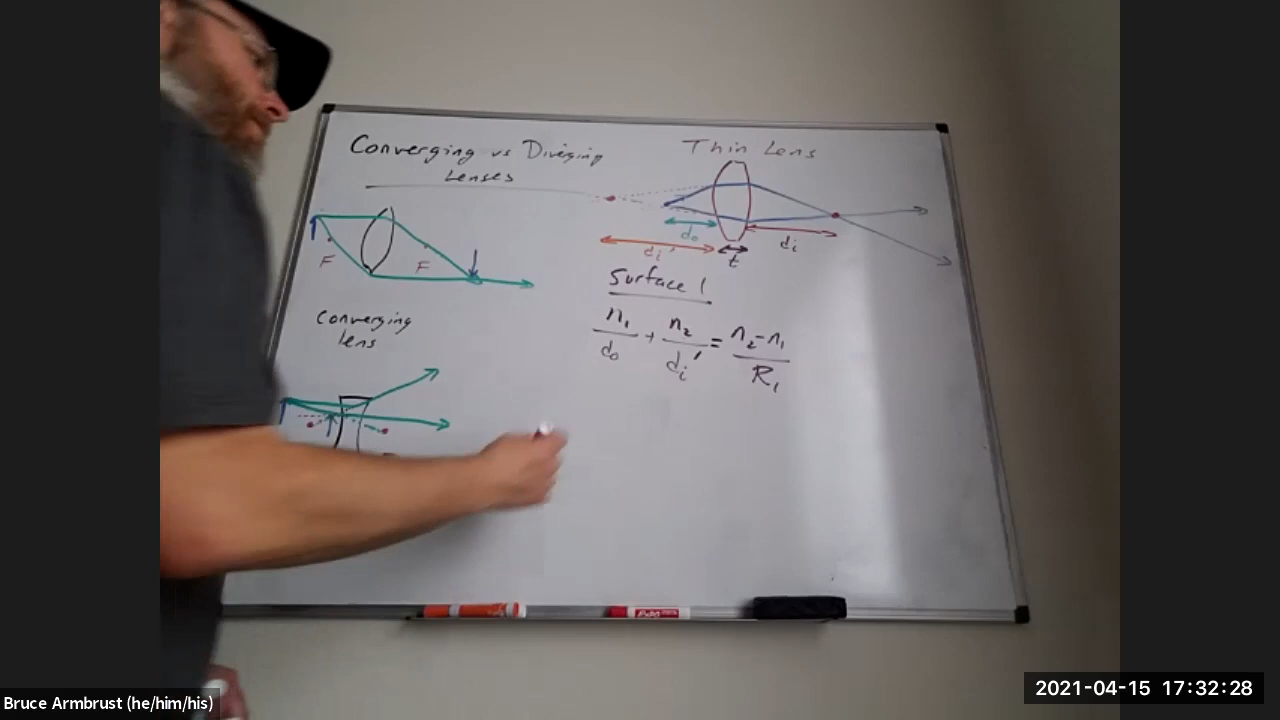 Converging vs Diverging
Lenses
F
F
Converging
lens
Thin Lens
do
di'
t
di
Surface 1
n1/do + n2/di' = n2-n1/R1
Expo
Bruce Armbrust (he/him/his)
2021-04-15 17:32:28